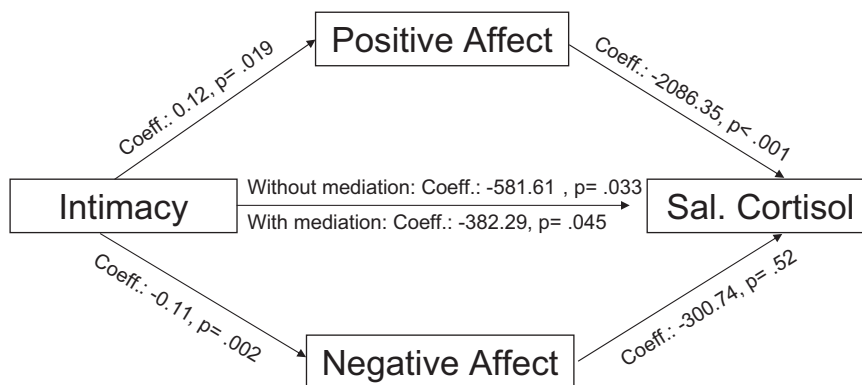 Positive Affect
Coeff.: 0.12, p= .019
Coeff.: -2086.35, p< .001
Intimacy
Without mediation: Coeff.: -581.61 , p= .033
With mediation: Coeff.: -382.29, p= .045
Sal. Cortisol
Coeff.: -0.11, p= .002
Coeff.: -300.74, p= .52
Negative Affect